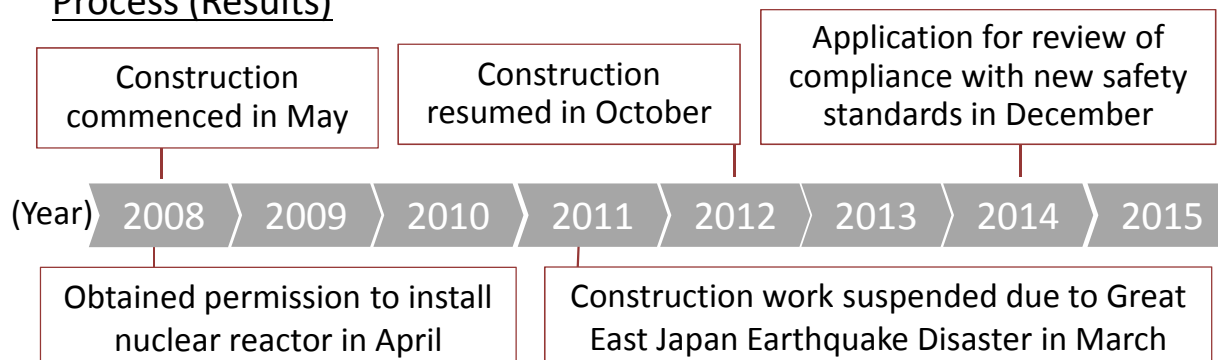 Process (Results)
Construction
commenced in May
Construction
resumed in October
Application for review of
compliance with new safety
standards in December
(Year) 2008 2009 2010 2011 2012 2013 2014 2015
Obtained permission to install
nuclear reactor in April
Construction work suspended due to Great
East Japan Earthquake Disaster in March